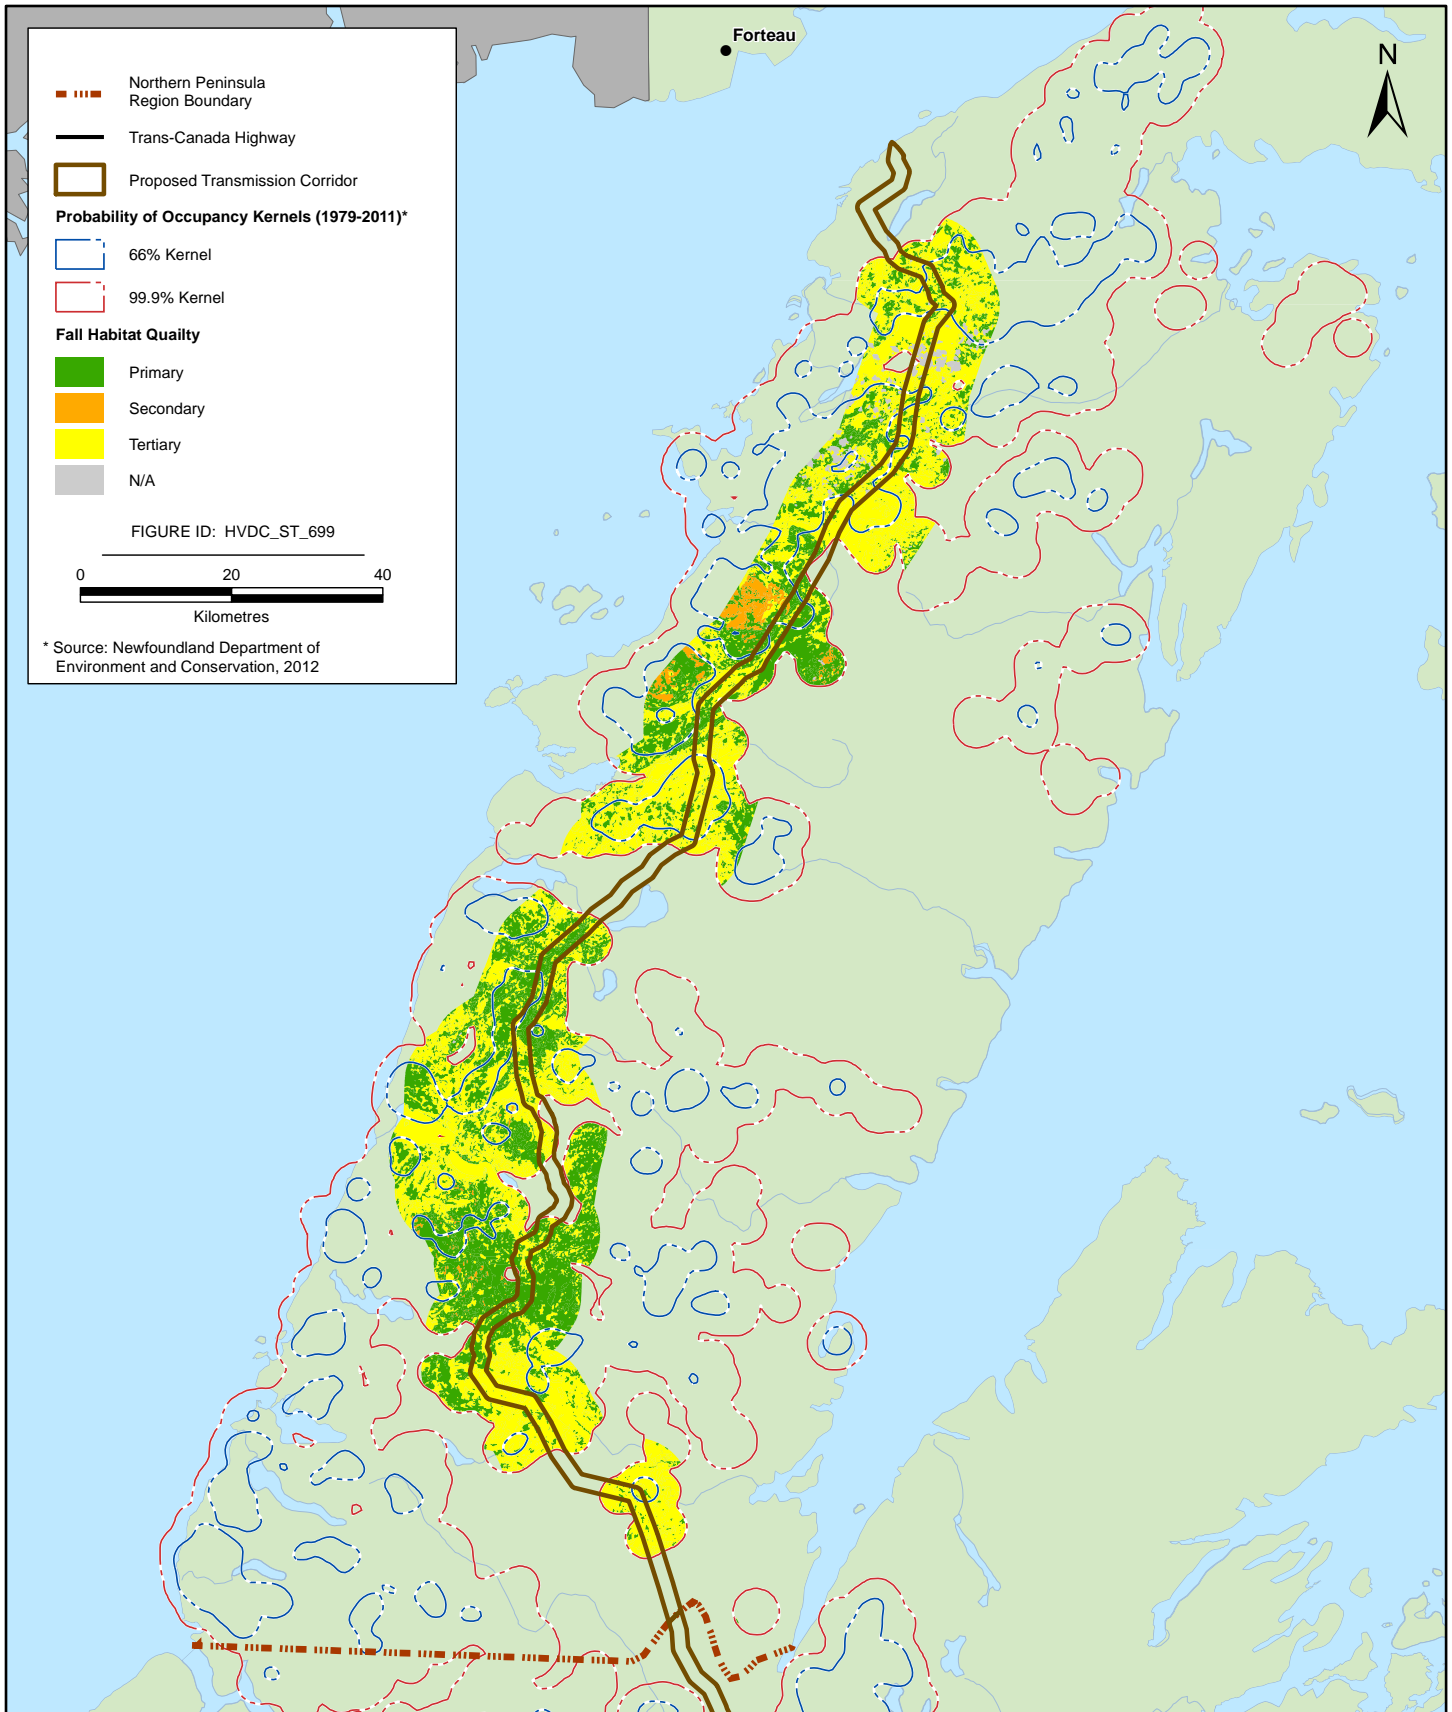 Forteau
N
Northern Peninsula
Region Boundary
Trans-Canada Highway
Proposed Transmission Corridor
Probability of Occupancy Kernels (1979-2011)*
66% Kernel
99.9% Kernel
Fall Habitat Quailty
Primary
Secondary
Tertiary
N/A
FIGURE ID: HVDC_ST_699
0 20 40
Kilometres
* Source: Newfoundland Department of
Environment and Conservation, 2012